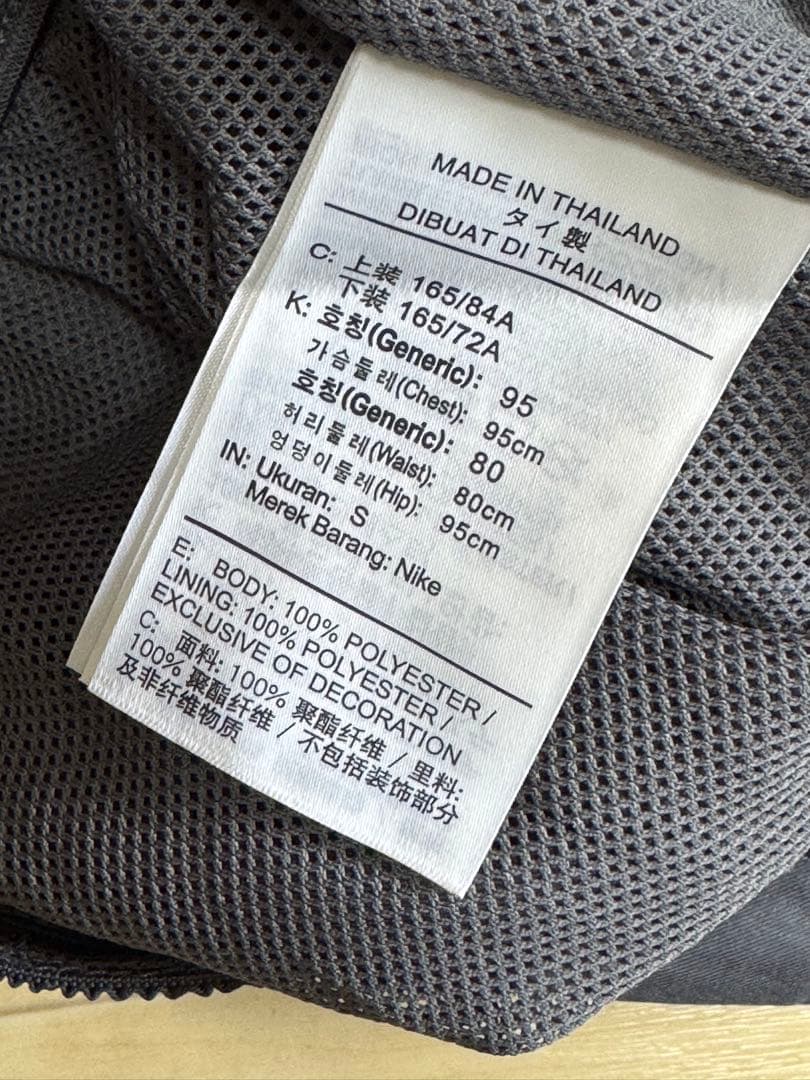 MADE IN THAILAND
タイ製
DIBUAT DI THAILAND
C: 上装 165/84A
下装 165/72A
K: 호칭(Generic): 95
가슴둘레(Chest): 95cm
호칭(Generic): 80
허리둘레(Waist): 80cm
엉덩이둘레(Hip): 95cm
IN: Ukuran: S
Merek Barang: Nike
E: BODY: 100% POLYESTER /
LINING: 100% POLYESTER /
EXCLUSIVE OF DECORATION
C: 面料: 100% 聚酯纤维 / 里料:
100% 聚酯纤维 / 不包括装饰部分
及非纤维物质